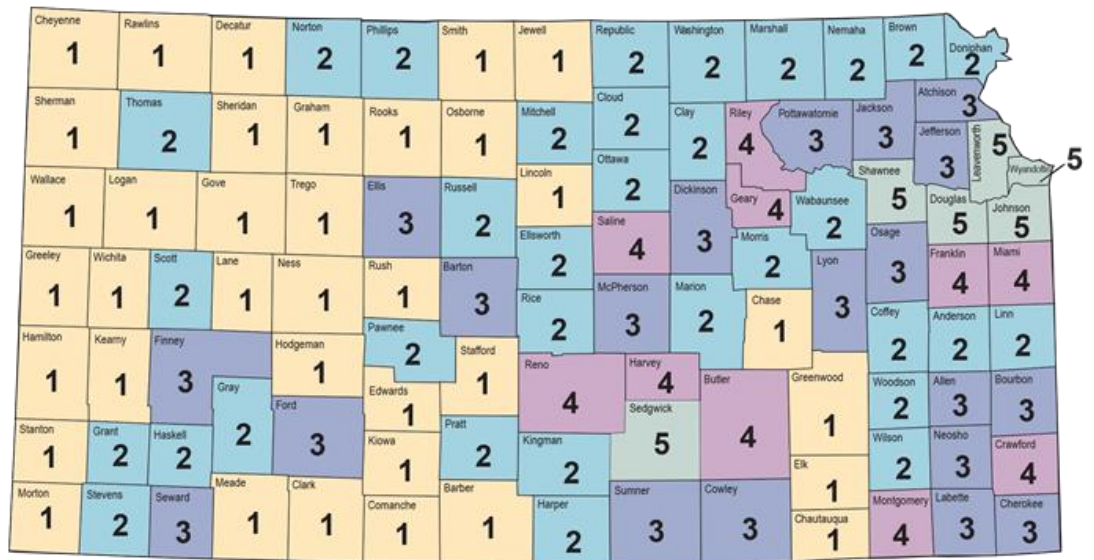 Cheyenne
1
Rawlins
1
Decatur
1
Norton
2
Phillips
2
Smith
1
Jewell
1
Republic
2
Washington
2
Marshall
2
Nemaha
2
Brown
2
Doniphan
2
Sherman
1
Thomas
2
Sheridan
1
Graham
1
Rooks
1
Osborne
1
Mitchell
2
Cloud
2
Clay
2
Riley
4
Pottawatomie
3
Jackson
3
Atchison
3
Jefferson
3
Leavenworth
5
Wyandotte
5
Wallace
1
Logan
1
Gove
1
Trego
1
Ellis
3
Russell
2
Lincoln
1
Ottawa
2
Saline
4
Dickinson
3
Geary
4
Wabaunsee
2
Shawnee
5
Douglas
5
Johnson
5
Greeley
1
Wichita
1
Scott
2
Lane
1
Ness
1
Rush
1
Barton
3
Ellsworth
2
Rice
2
McPherson
3
Marion
2
Morris
2
Chase
1
Lyon
3
Osage
3
Franklin
4
Miami
4
Hamilton
1
Kearny
1
Finney
3
Hodgeman
1
Pawnee
2
Stafford
1
Edwards
1
Reno
4
Harvey
4
Butler
4
Greenwood
1
Coffey
2
Anderson
2
Linn
2
Gray
2
Ford
3
Kiowa
1
Pratt
2
Kingman
2
Sedgwick
5
Woodson
2
Allen
3
Bourbon
3
Stanton
1
Grant
2
Haskell
2
Elk
1
Wilson
2
Neosho
3
Crawford
4
Morton
1
Stevens
2
Seward
3
Meade
1
Clark
1
Comanche
1
Barber
1
Harper
2
Sumner
3
Cowley
3
Chautauqua
1
Montgomery
4
Labette
3
Cherokee
3